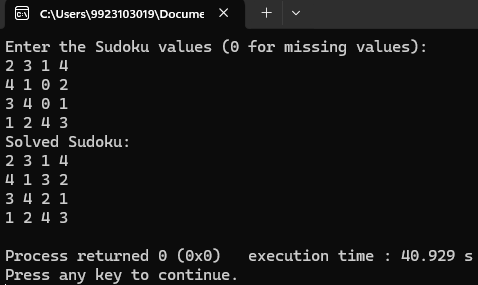 C:\Users\9923103019\Docume
Enter the Sudoku values (0 for missing values):
2 3 1 4
4 1 0 2
3 4 0 1
1 2 4 3
Solved Sudoku:
2 3 1 4
4 1 3 2
3 4 2 1
1 2 4 3
Process returned 0 (0x0)   execution time : 40.929 s
Press any key to continue.